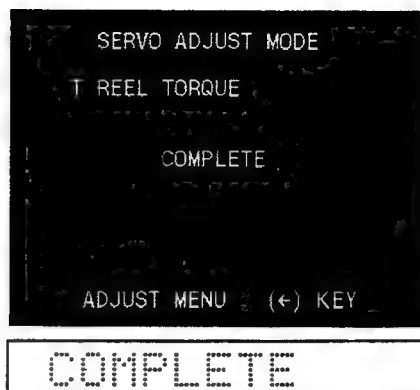 SERVO ADJUST MODE
T REEL TORQUE
COMPLETE
ADJUST MENU (←) KEY
COMPLETE